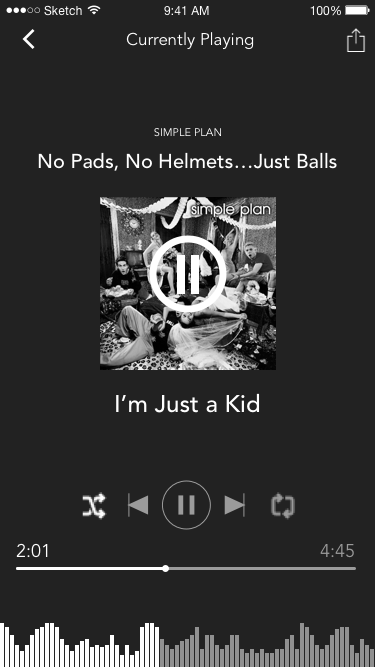 Sketch 9:41 AM 100%
Currently Playing
SIMPLE PLAN
No Pads, No Helmets…Just Balls
simple plan
I’m Just a Kid
2:01 4:45